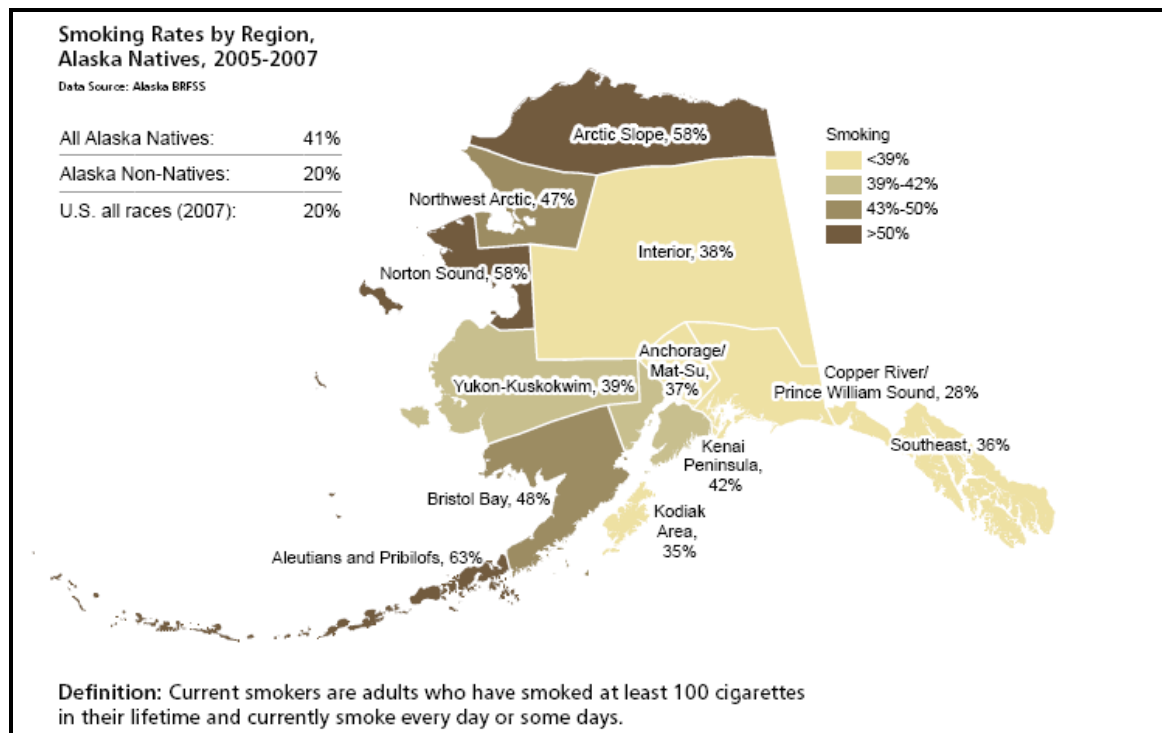 Smoking Rates by Region,
Alaska Natives, 2005-2007
Data Source: Alaska BRFSS
All Alaska Natives: 41%
Alaska Non-Natives: 20%
U.S. all races (2007): 20%
Smoking
<39%
39%-42%
43%-50%
>50%
Arctic Slope, 58%
Northwest Arctic, 47%
Interior, 38%
Norton Sound, 58%
Anchorage/
Mat-Su,
37%
Yukon-Kuskokwim, 39%
Copper River/
Prince William Sound, 28%
Southeast, 36%
Kenai
Peninsula,
42%
Bristol Bay, 48%
Kodiak
Area,
35%
Aleutians and Pribilofs, 63%
Definition: Current smokers are adults who have smoked at least 100 cigarettes
in their lifetime and currently smoke every day or some days.